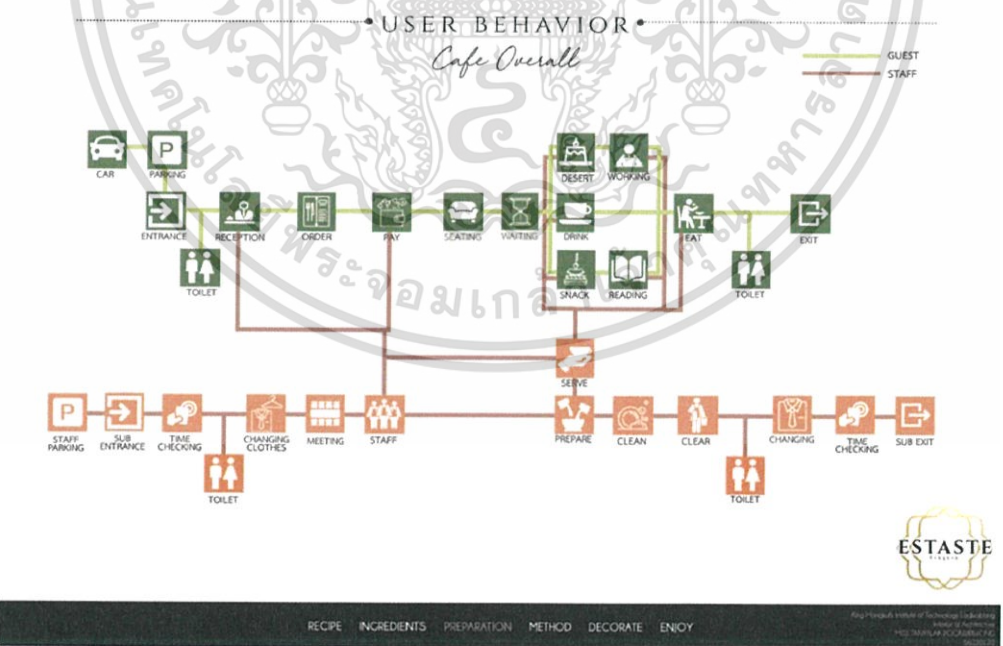 USER BEHAVIOR
Cafe Overall
GUEST
STAFF
CAR
PARKING
DESERT
WORKING
ENTRANCE
RECEPTION
ORDER
PAY
SEATING
WAITING
DRINK
EAT
EXIT
TOILET
SNACK
READING
TOILET
SERVE
STAFF PARKING
SUB ENTRANCE
TIME CHECKING
CHANGING CLOTHES
MEETING
STAFF
PREPARE
CLEAN
CLEAR
CHANGING
TIME CHECKING
SUB EXIT
TOILET
TOILET
ESTASTE
RECIPE INGREDIENTS PREPARATION METHOD DECORATE ENJOY
King Mongkut's Institute of Technology Ladkrabang